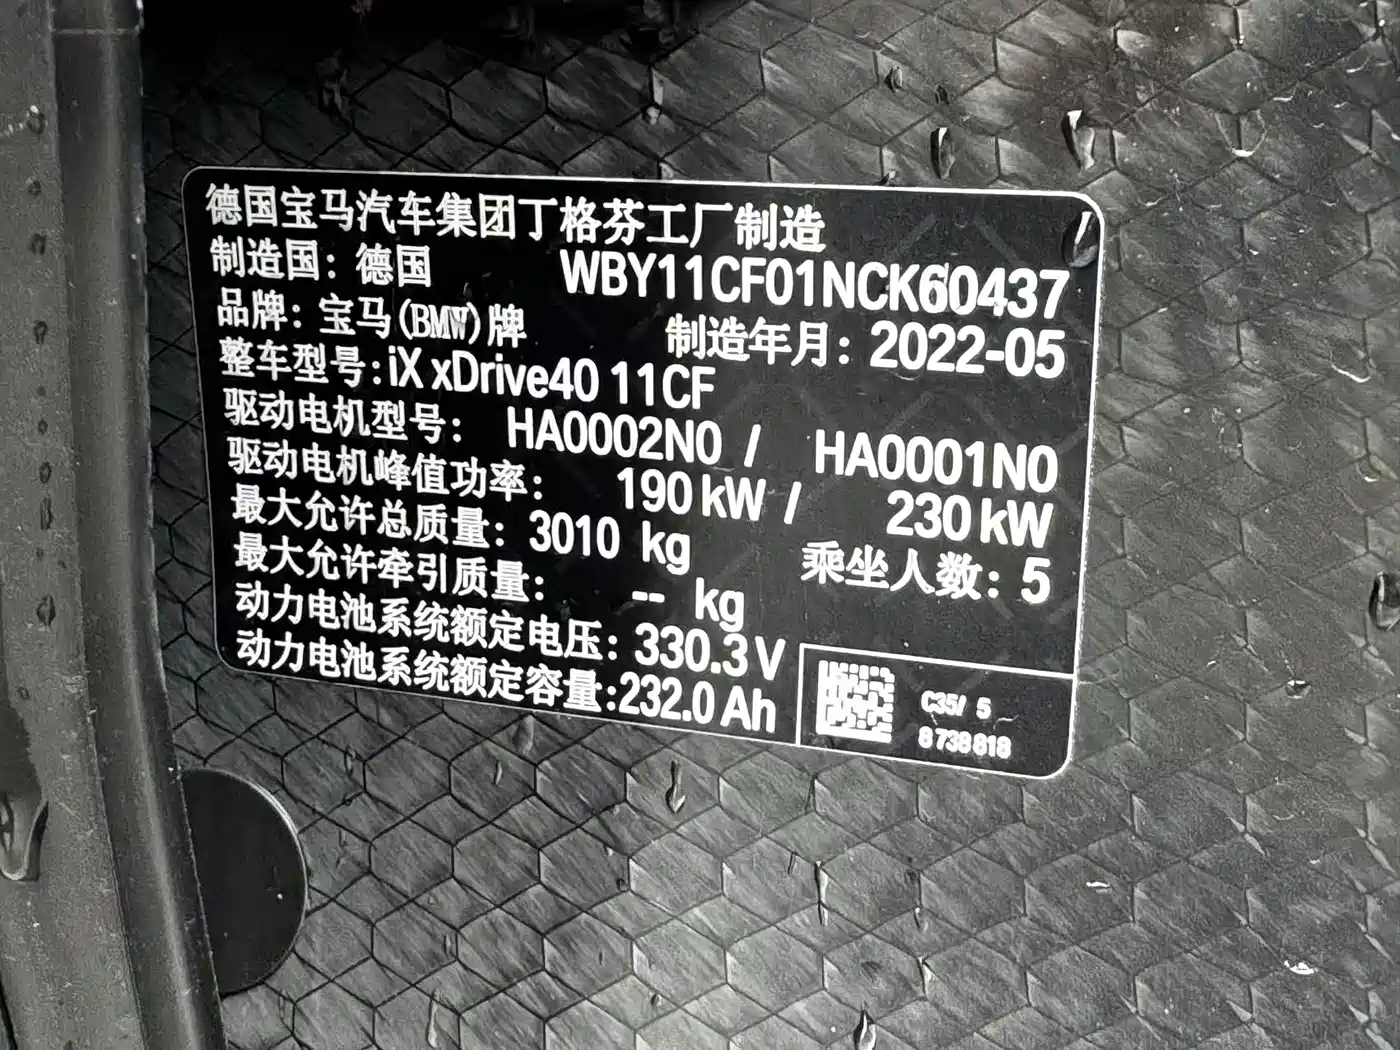 德国宝马汽车集团丁格芬工厂制造
制造国：德国 WBY11CF01NCK60437
品牌：宝马(BMW)牌 制造年月：2022-05
整车型号:iX xDrive40 11CF
驱动电机型号： HA0002N0 / HA0001N0
驱动电机峰值功率： 190 kW / 230 kW
最大允许总质量：3010 kg 乘坐人数：5
最大允许牵引质量： -- kg
动力电池系统额定电压：330.3 V
动力电池系统额定容量:232.0 Ah
C35/ 5
8 738 818